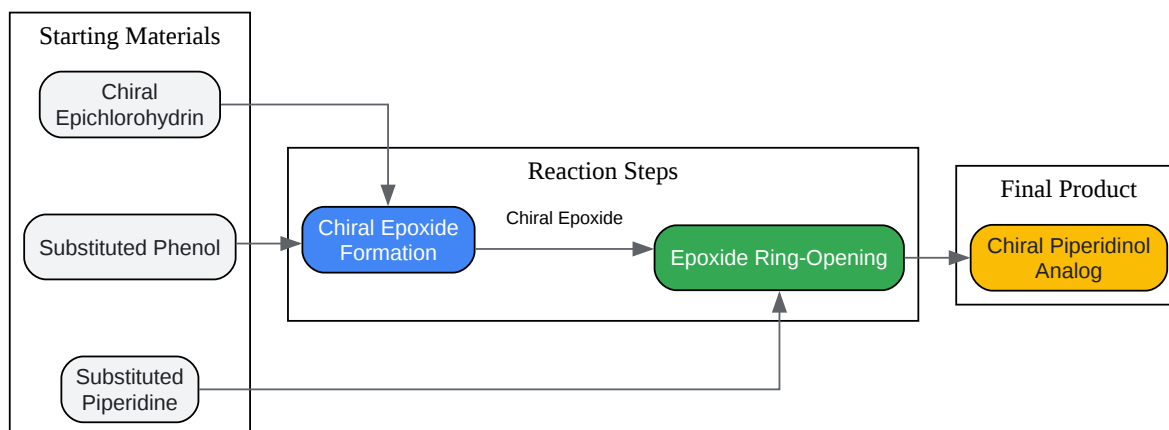 Starting Materials
Chiral
Epichlorohydrin
Substituted Phenol
Substituted
Piperidine
Reaction Steps
Chiral Epoxide
Formation
Chiral Epoxide
Epoxide Ring-Opening
Final Product
Chiral Piperidinol
Analog